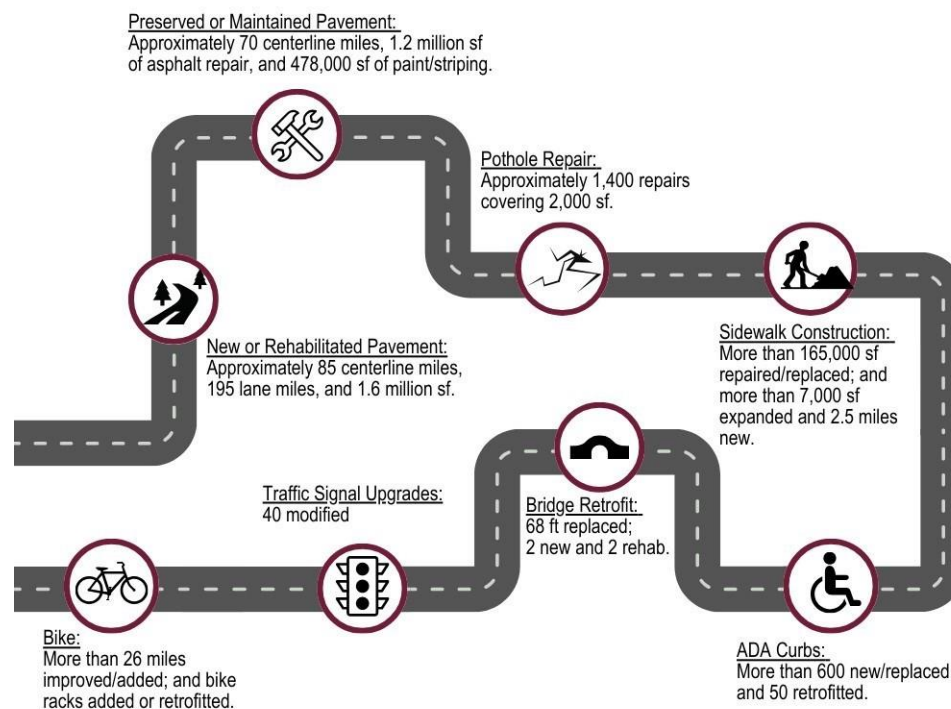 Preserved or Maintained Pavement:
Approximately 70 centerline miles, 1.2 million sf
of asphalt repair, and 478,000 sf of paint/striping.
Pothole Repair:
Approximately 1,400 repairs
covering 2,000 sf.
New or Rehabilitated Pavement:
Approximately 85 centerline miles,
195 lane miles, and 1.6 million sf.
Sidewalk Construction:
More than 165,000 sf
repaired/replaced; and
more than 7,000 sf
expanded and 2.5 miles
new.
Traffic Signal Upgrades:
40 modified
Bridge Retrofit:
68 ft replaced;
2 new and 2 rehab.
Bike:
More than 26 miles
improved/added; and bike
racks added or retrofitted.
ADA Curbs:
More than 600 new/replaced
and 50 retrofitted.